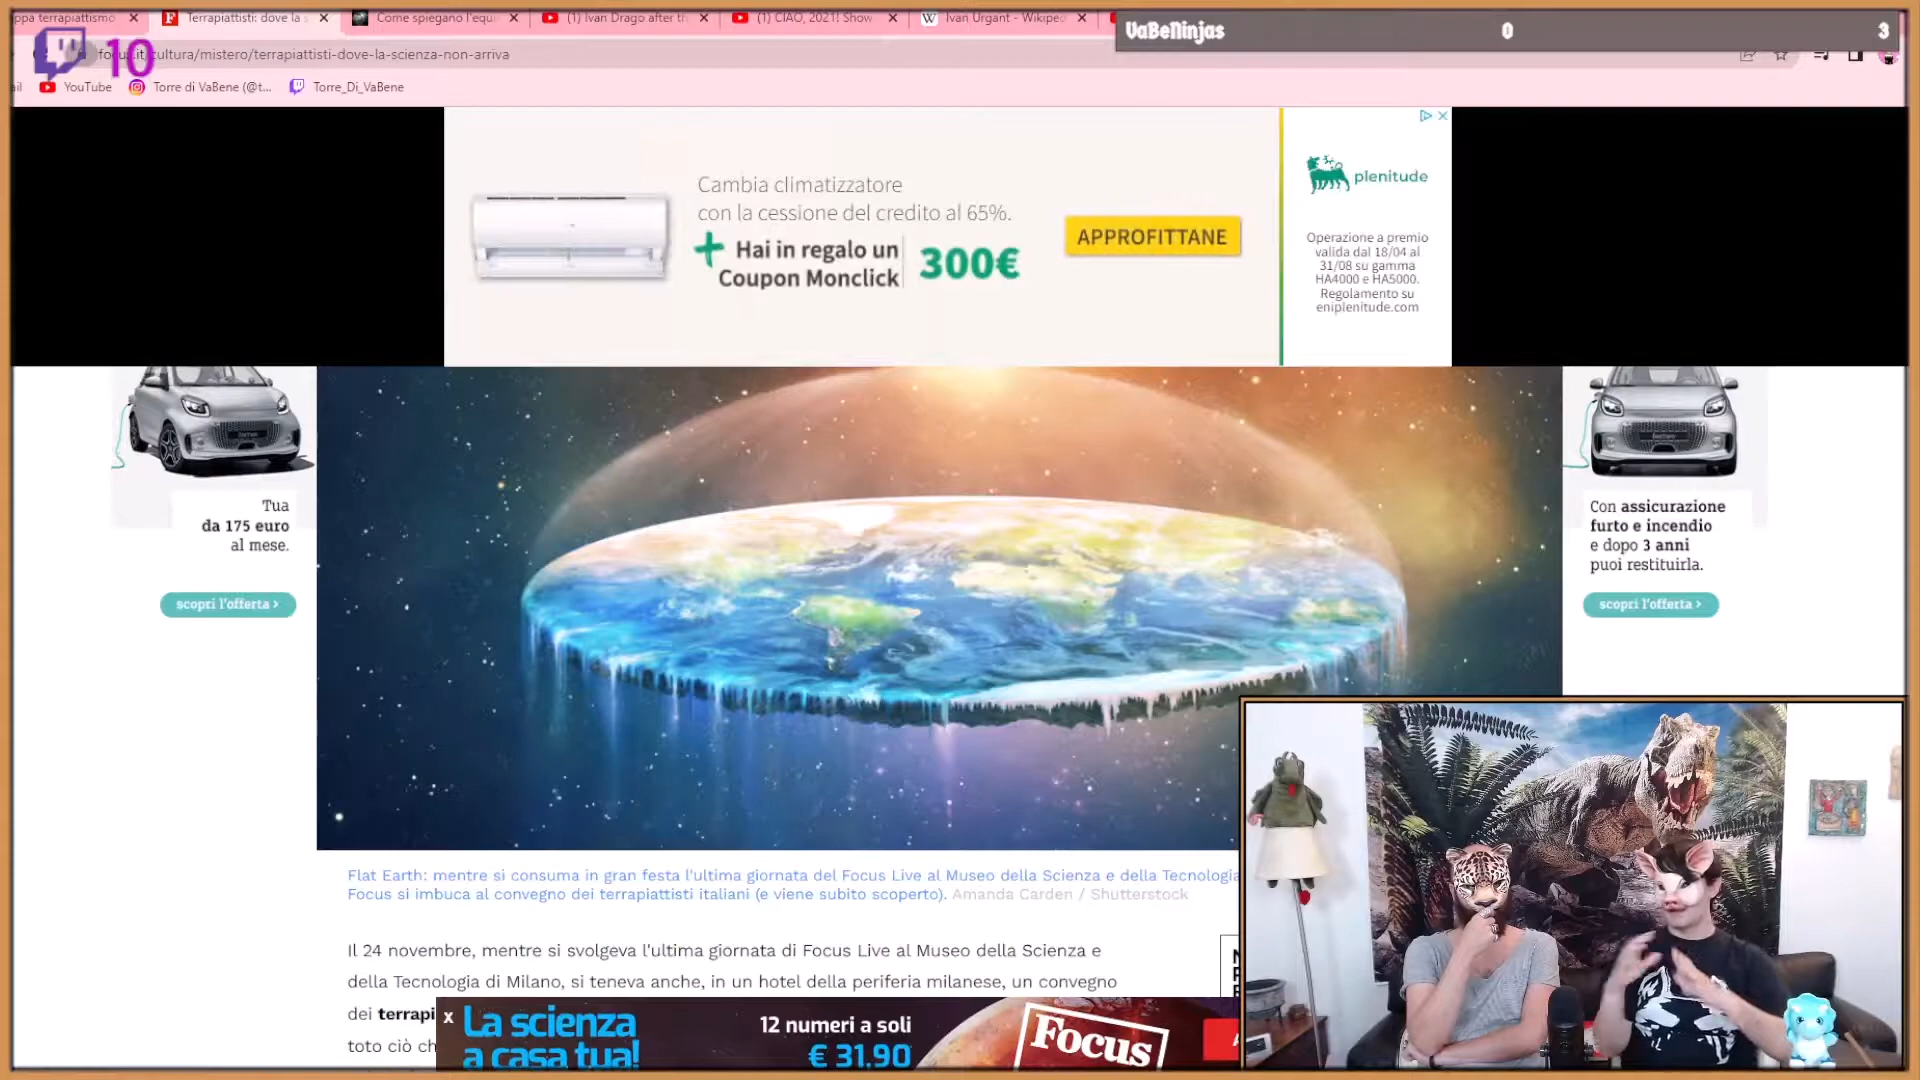 ppa terrapiattismo
Terrapiattisti: dove la s
Come spiegano l'equi
(1) Ivan Drago after th
(1) CIAO, 2021! Show
Ivan Urgant - Wikiped
VaBeNinjas 0 3
10
focus.it/cultura/mistero/terrapiattisti-dove-la-scienza-non-arriva
YouTube
Torre di VaBene (@t...
Torre_Di_VaBene
Cambia climatizzatore
con la cessione del credito al 65%.
+ Hai in regalo un
Coupon Monclick
300€
APPROFITTANE
plenitude
Operazione a premio
valida dal 18/04 al
31/08 su gamma
HA4000 e HA5000.
Regolamento su
eniplenitude.com
Tua
da 175 euro
al mese.
scopri l'offerta >
Con assicurazione
furto e incendio
e dopo 3 anni
puoi restituirla.
scopri l'offerta >
Flat Earth: mentre si consuma in gran festa l'ultima giornata del Focus Live al Museo della Scienza e della Tecnologia
Focus si imbuca al convegno dei terrapiattisti italiani (e viene subito scoperto). Amanda Carden / Shutterstock
Il 24 novembre, mentre si svolgeva l'ultima giornata di Focus Live al Museo della Scienza e
della Tecnologia di Milano, si teneva anche, in un hotel della periferia milanese, un convegno
dei terrapi
toto ciò ch
x
La scienza
a casa tua!
12 numeri a soli
€ 31,90
Focus